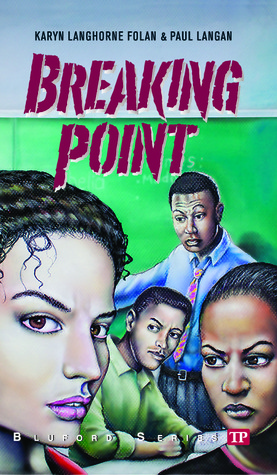 KARYN LANGHORNE FOLAN & PAUL LANGAN
BREAKING
POINT
BLUFORD SERIES TP